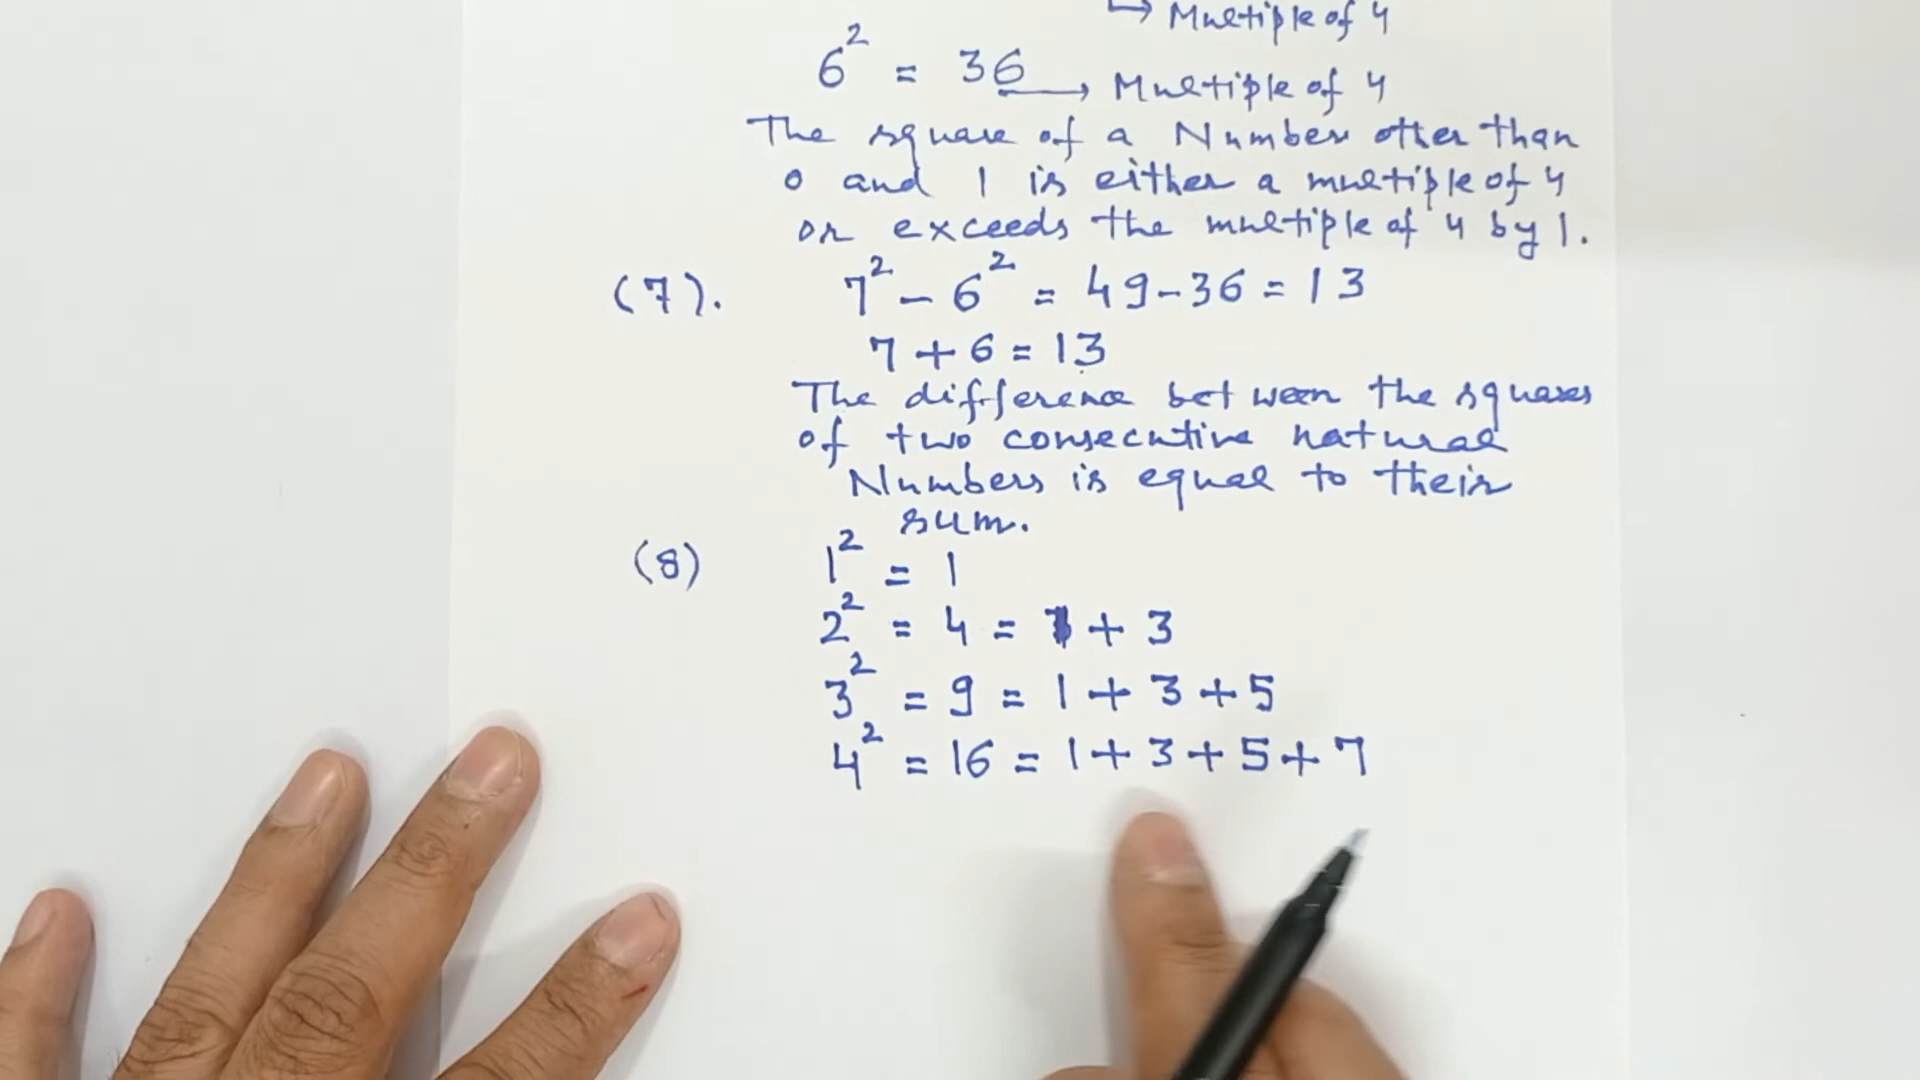 → Multiple of 4
6² = 36 → Multiple of 4
The square of a Number other than
0 and 1 is either a multiple of 4
or exceeds the multiple of 4 by 1.
(7). 7² - 6² = 49-36 = 13
7 + 6 = 13
The difference between the squares
of two consecutive natural
Numbers is equal to their
sum.
(8) 1² = 1
2² = 4 = 1 + 3
3² = 9 = 1 + 3 + 5
4² = 16 = 1 + 3 + 5 + 7